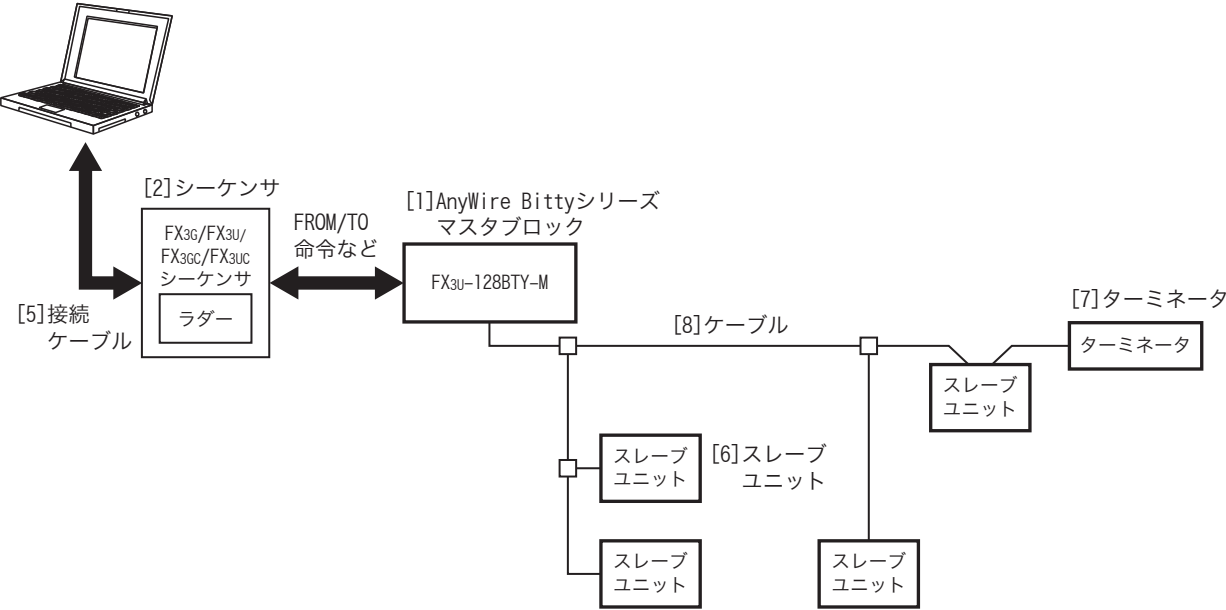 [2]シーケンサ
FX3G/FX3U/
FX3GC/FX3UC
シーケンサ
ラダー
[5]接続
ケーブル
FROM/TO
命令など
[1]AnyWire Bittyシリーズ
マスタブロック
FX3U-128BTY-M
[8]ケーブル
[7]ターミネータ
ターミネータ
スレーブ
ユニット
スレーブ
ユニット
[6]スレーブ
ユニット
スレーブ
ユニット
スレーブ
ユニット